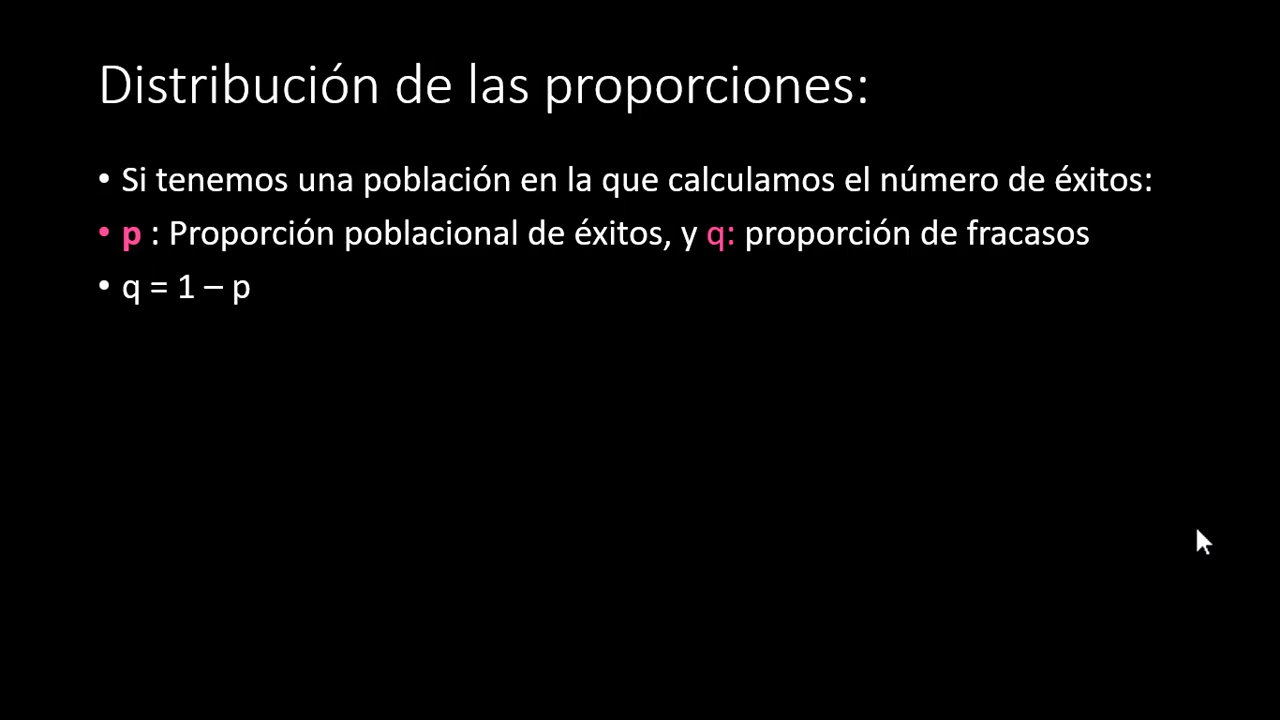 Distribución de las proporciones:
• Si tenemos una población en la que calculamos el número de éxitos:
• p : Proporción poblacional de éxitos, y q: proporción de fracasos
• q = 1 – p